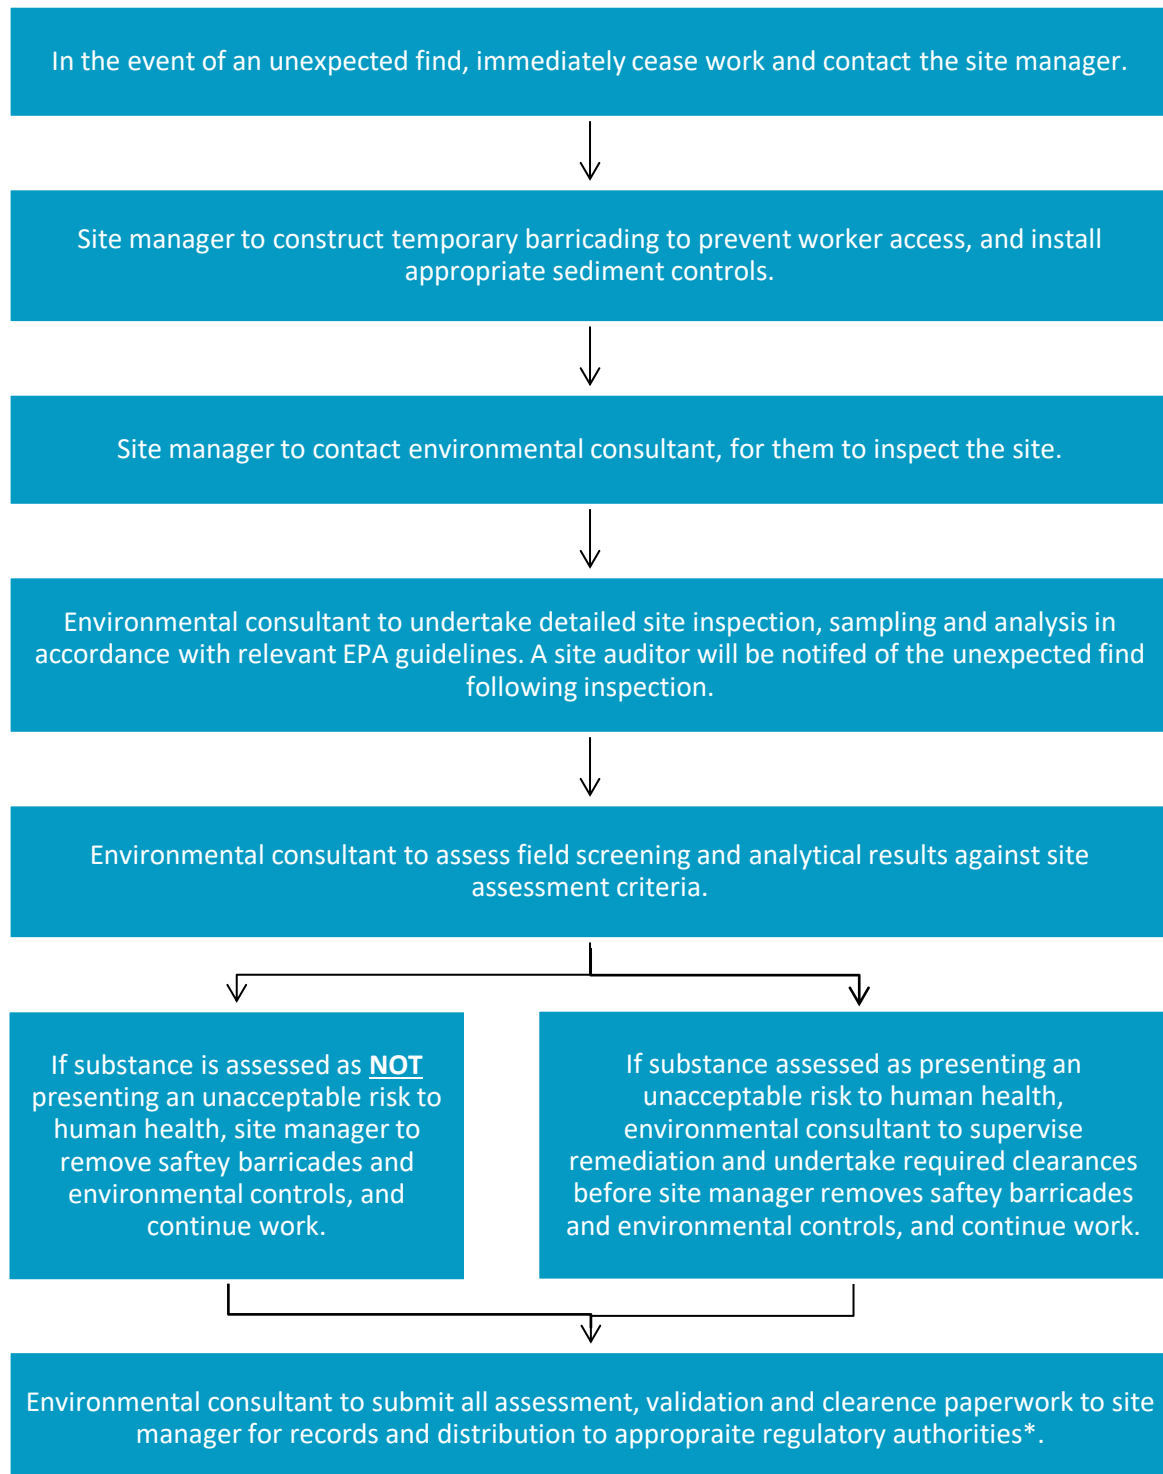 In the event of an unexpected find, immediately cease work and contact the site manager.
Site manager to construct temporary barricading to prevent worker access, and install
appropriate sediment controls.
Site manager to contact environmental consultant, for them to inspect the site.
Environmental consultant to undertake detailed site inspection, sampling and analysis in
accordance with relevant EPA guidelines. A site auditor will be notifed of the unexpected find
following inspection.
Environmental consultant to assess field screening and analytical results against site
assessment criteria.
If substance is assessed as NOT
presenting an unacceptable risk to
human health, site manager to
remove saftey barricades and
environmental controls, and
continue work.
If substance assessed as presenting an
unacceptable risk to human health,
environmental consultant to supervise
remediation and undertake required clearances
before site manager removes saftey barricades
and environmental controls, and continue work.
Environmental consultant to submit all assessment, validation and clearence paperwork to site
manager for records and distribution to appropraite regulatory authorities*.